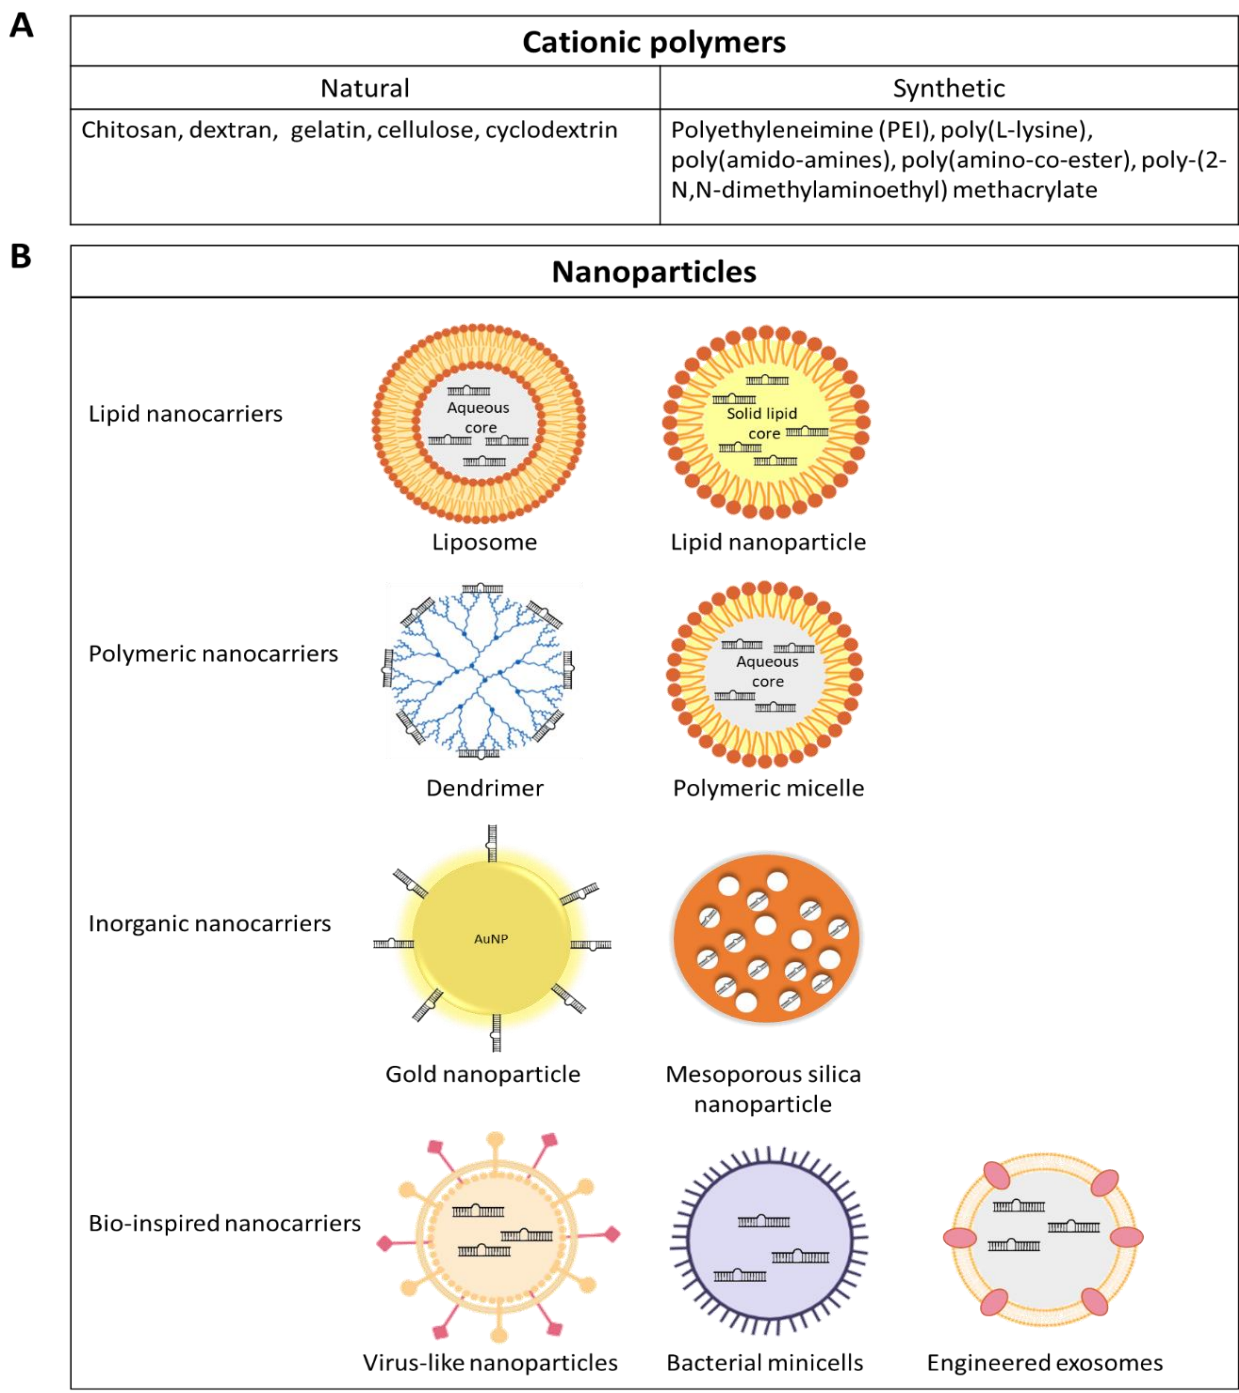 A
Cationic polymers
Natural
Synthetic
Chitosan, dextran, gelatin, cellulose, cyclodextrin
Polyethyleneimine (PEI), poly(L-lysine),
poly(amido-amines), poly(amino-co-ester), poly-(2-
N,N-dimethylaminoethyl) methacrylate
B
Nanoparticles
Lipid nanocarriers
Aqueous
core
Liposome
Solid lipid
core
Lipid nanoparticle
Polymeric nanocarriers
Dendrimer
Aqueous
core
Polymeric micelle
Inorganic nanocarriers
AuNP
Gold nanoparticle
Mesoporous silica
nanoparticle
Bio-inspired nanocarriers
Virus-like nanoparticles
Bacterial minicells
Engineered exosomes